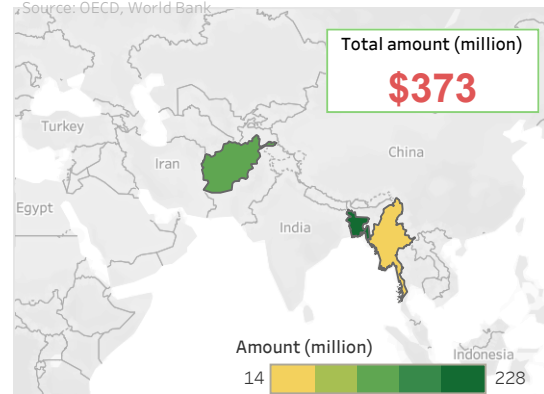 Source: OECD, World Bank
Total amount (million)
$373
Turkey
China
Iran
Egypt
India
Amount (million)
Indonesia
14
228